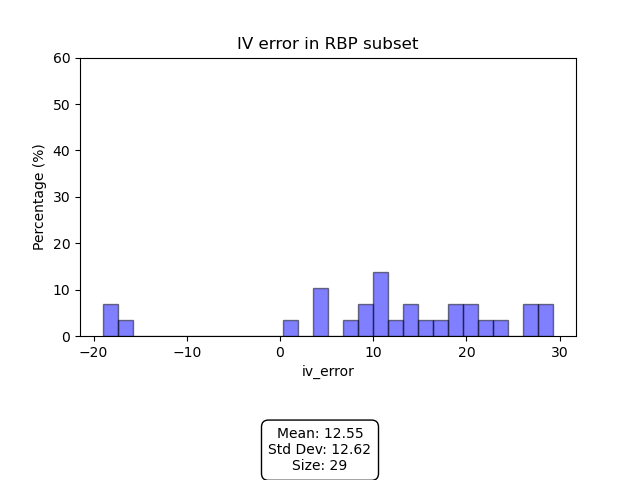 IV error in RBP subset
60
50
40
30
20
10
0
Percentage (%)
−20
−10
0
10
20
30
iv_error
Mean: 12.55
Std Dev: 12.62
Size: 29